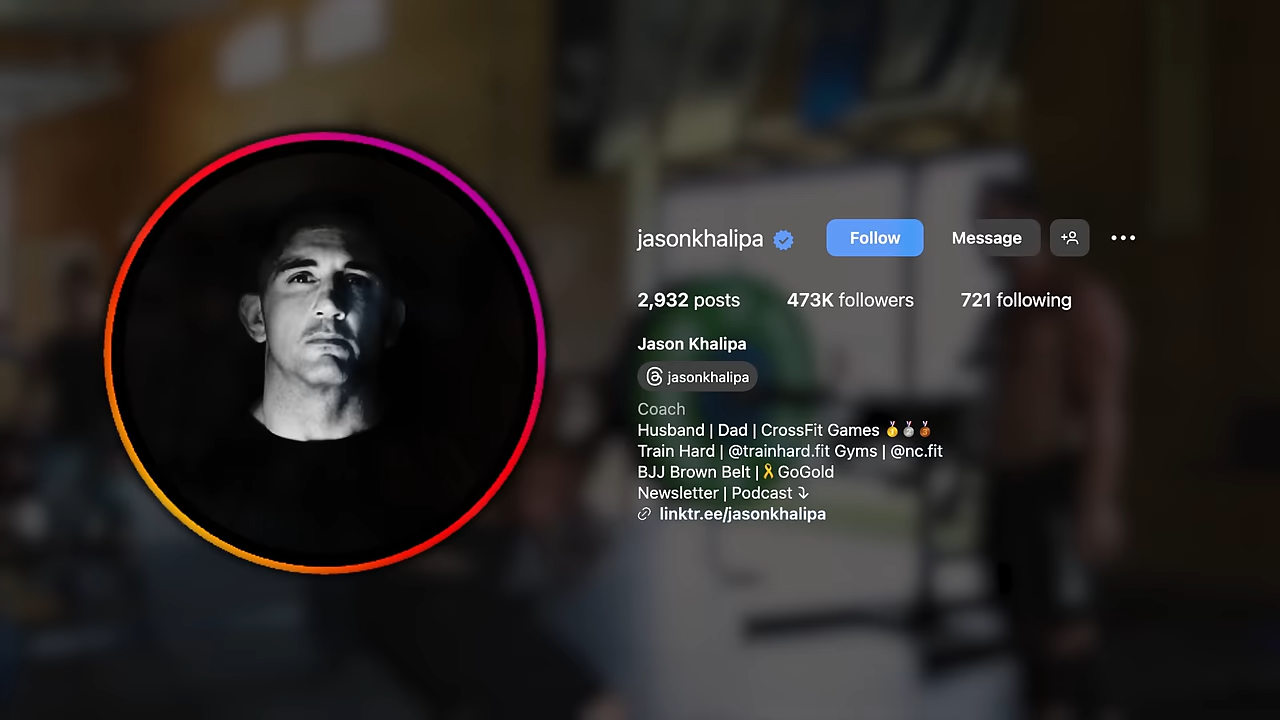 jasonkhalipa Follow Message
2,932 posts 473K followers 721 following
Jason Khalipa
jasonkhalipa
Coach
Husband | Dad | CrossFit Games 🥇🥈🥉
Train Hard | @trainhard.fit Gyms | @nc.fit
BJJ Brown Belt |🎗️GoGold
Newsletter | Podcast ⤵
linktr.ee/jasonkhalipa